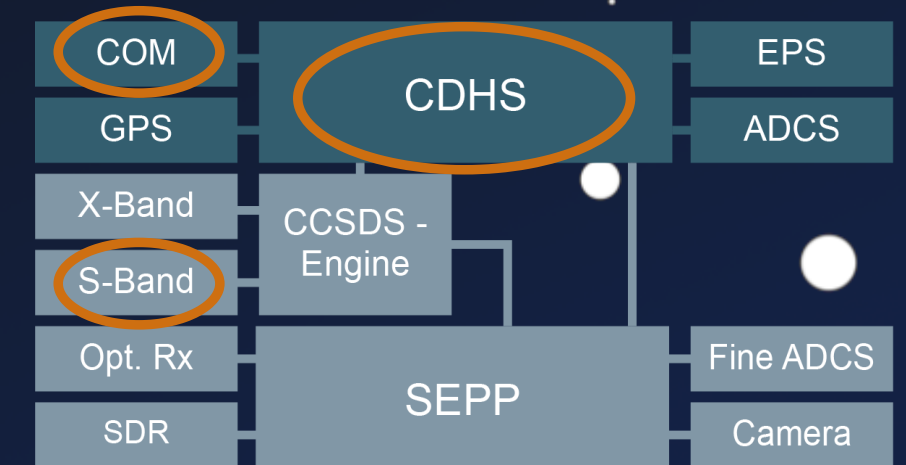 COM
CDHS
EPS
GPS
ADCS
X-Band
CCSDS -
Engine
S-Band
Opt. Rx
SEPP
Fine ADCS
SDR
Camera